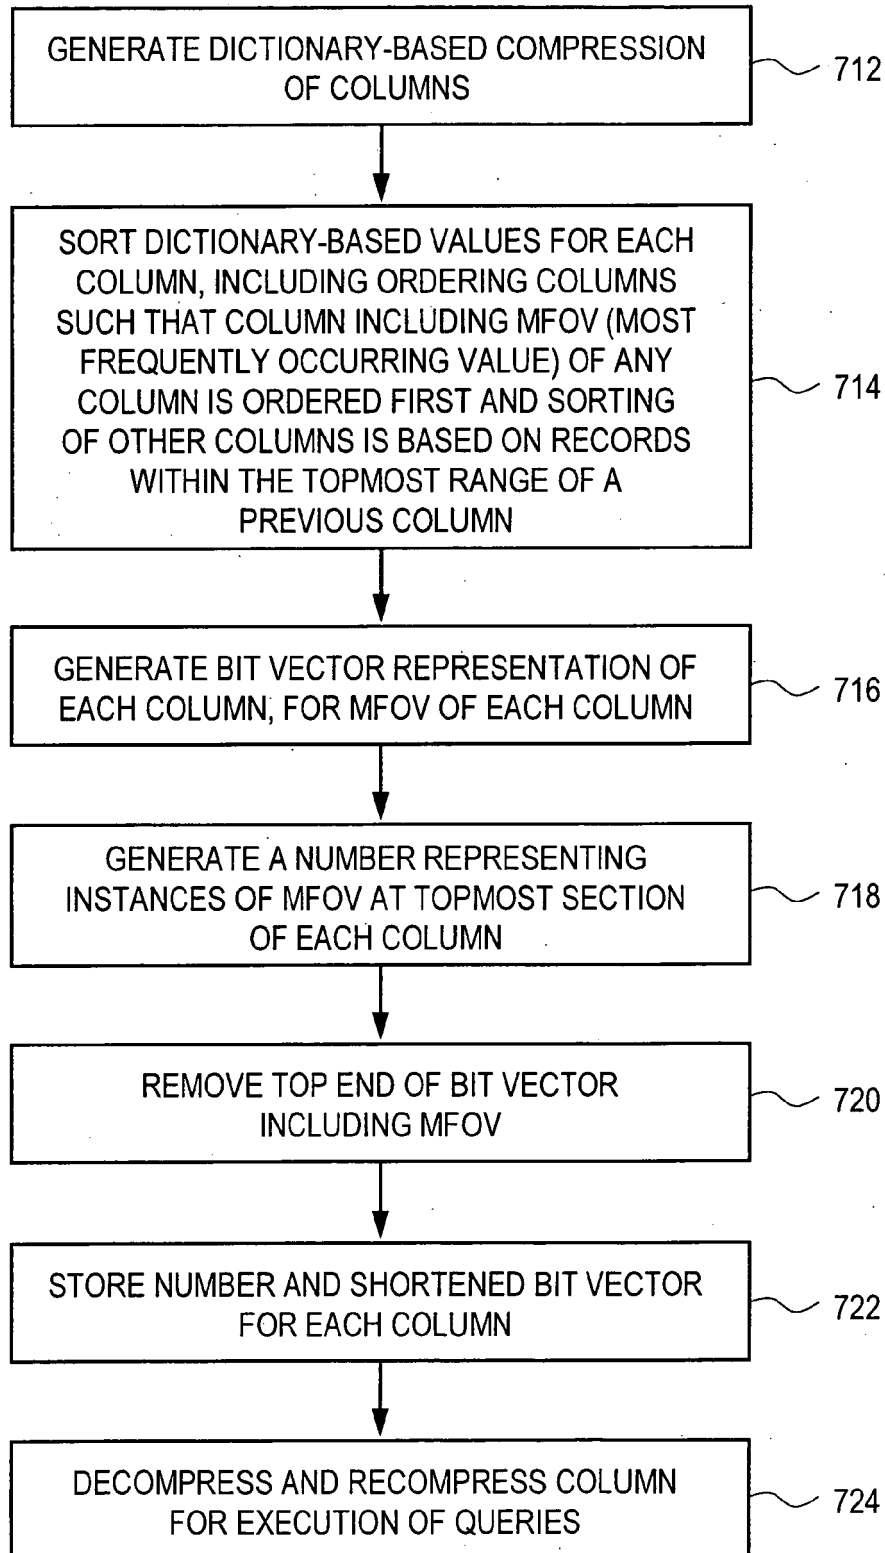 GENERATE DICTIONARY-BASED COMPRESSION
OF COLUMNS
712
SORT DICTIONARY-BASED VALUES FOR EACH
COLUMN, INCLUDING ORDERING COLUMNS
SUCH THAT COLUMN INCLUDING MFOV (MOST
FREQUENTLY OCCURRING VALUE) OF ANY
COLUMN IS ORDERED FIRST AND SORTING
OF OTHER COLUMNS IS BASED ON RECORDS
WITHIN THE TOPMOST RANGE OF A
PREVIOUS COLUMN
714
GENERATE BIT VECTOR REPRESENTATION OF
EACH COLUMN, FOR MFOV OF EACH COLUMN
716
GENERATE A NUMBER REPRESENTING
INSTANCES OF MFOV AT TOPMOST SECTION
OF EACH COLUMN
718
REMOVE TOP END OF BIT VECTOR
INCLUDING MFOV
720
STORE NUMBER AND SHORTENED BIT VECTOR
FOR EACH COLUMN
722
DECOMPRESS AND RECOMPRESS COLUMN
FOR EXECUTION OF QUERIES
724